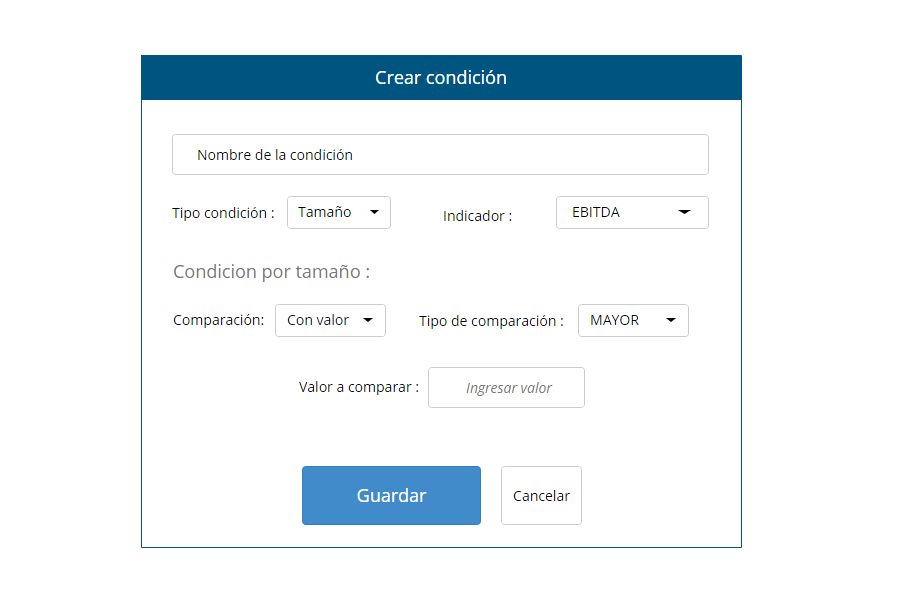 Crear condición
Nombre de la condición
Tipo condición : Tamaño Indicador : EBITDA
Condicion por tamaño :
Comparación: Con valor Tipo de comparación : MAYOR
Valor a comparar : Ingresar valor
Guardar Cancelar